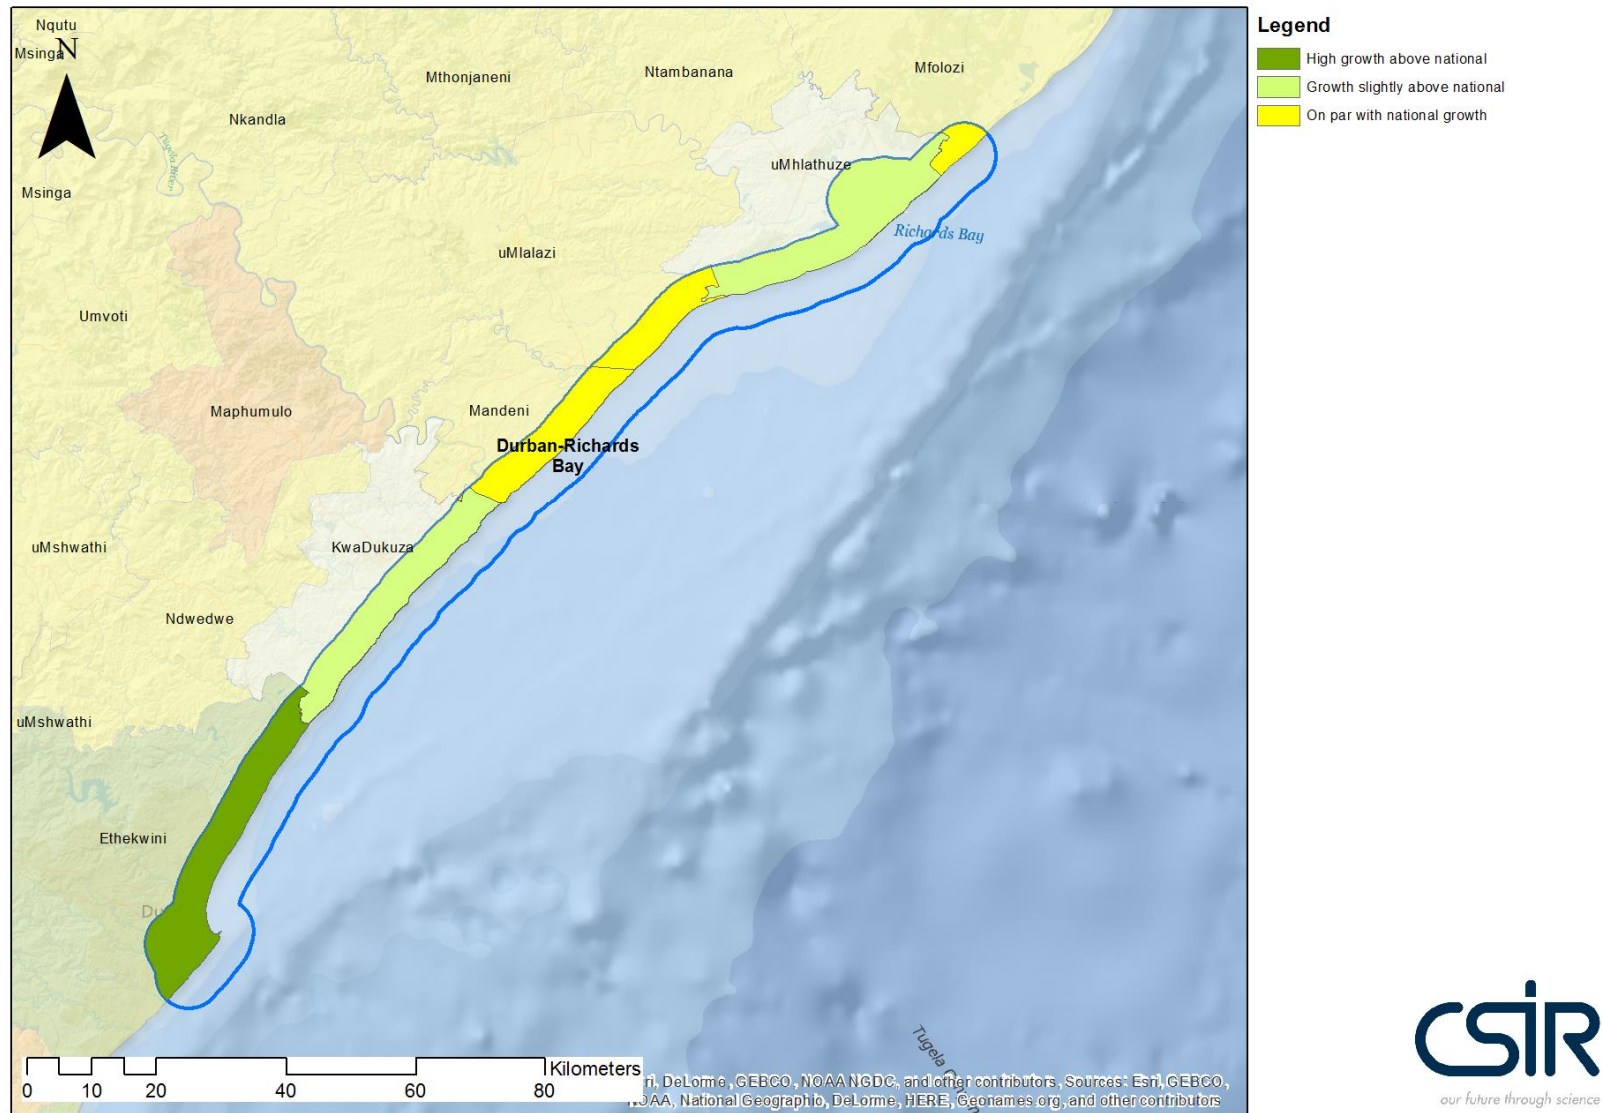 Legend
High growth above national
Growth slightly above national
On par with national growth
Nqutu
Msinga
N
Mthonjaneni
Ntambanana
Mfolozi
Nkandla
Tugela River
uMhlathuze
Msinga
Richards Bay
uMlalazi
Umvoti
Maphumulo
Mandeni
Durban-Richards
Bay
uMshwathi
KwaDukuza
Ndwedwe
uMshwathi
Ethekwini
Tugela
Kilometers
0 10 20 40 60 80
DeLorme, GEBCO, NOAA NGDC, and other contributors, Sources: Esri, GEBCO,
NOAA, National Geographic, DeLorme, HERE, Geonames.org, and other contributors
CSIR
our future through science